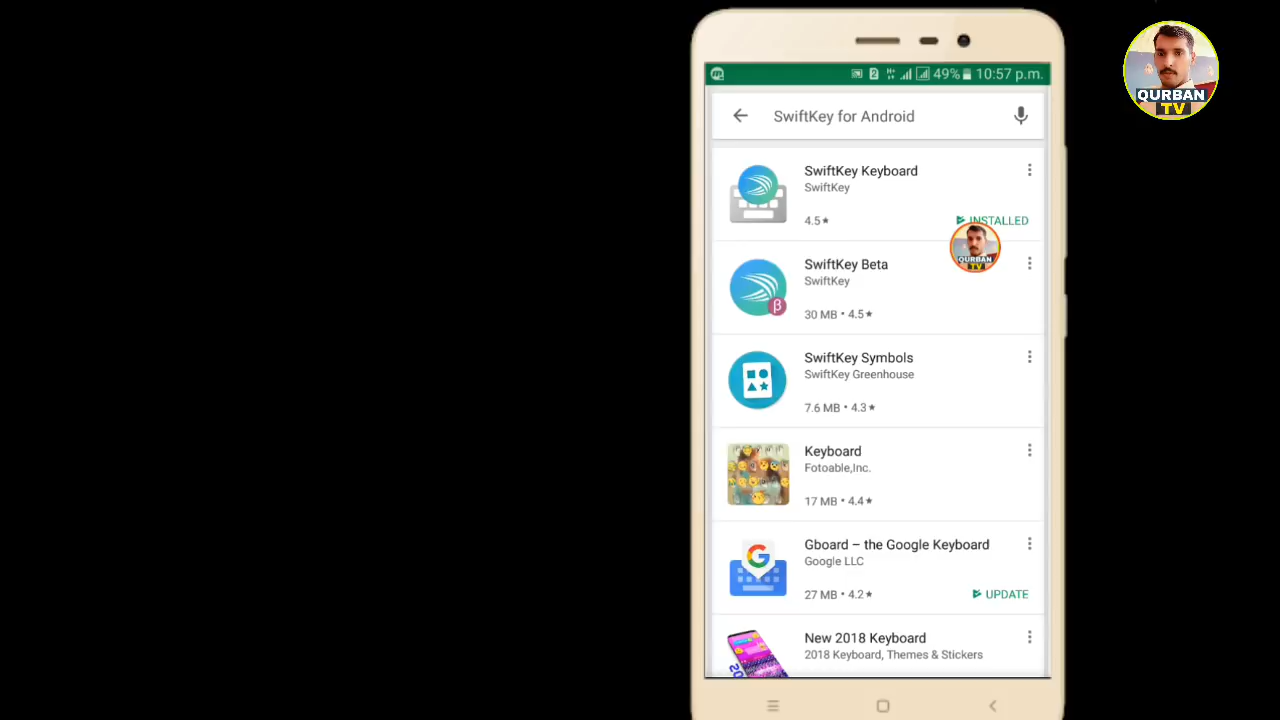 49% 10:57 p.m.
QURBAN
TV
SwiftKey for Android
SwiftKey Keyboard
SwiftKey
4.5★
INSTALLED
QURBAN
TV
SwiftKey Beta
SwiftKey
β
30 MB • 4.5★
SwiftKey Symbols
SwiftKey Greenhouse
7.6 MB • 4.3★
Keyboard
Fotoable,Inc.
17 MB • 4.4★
G
Gboard – the Google Keyboard
Google LLC
27 MB • 4.2★
UPDATE
New 2018 Keyboard
2018 Keyboard, Themes & Stickers